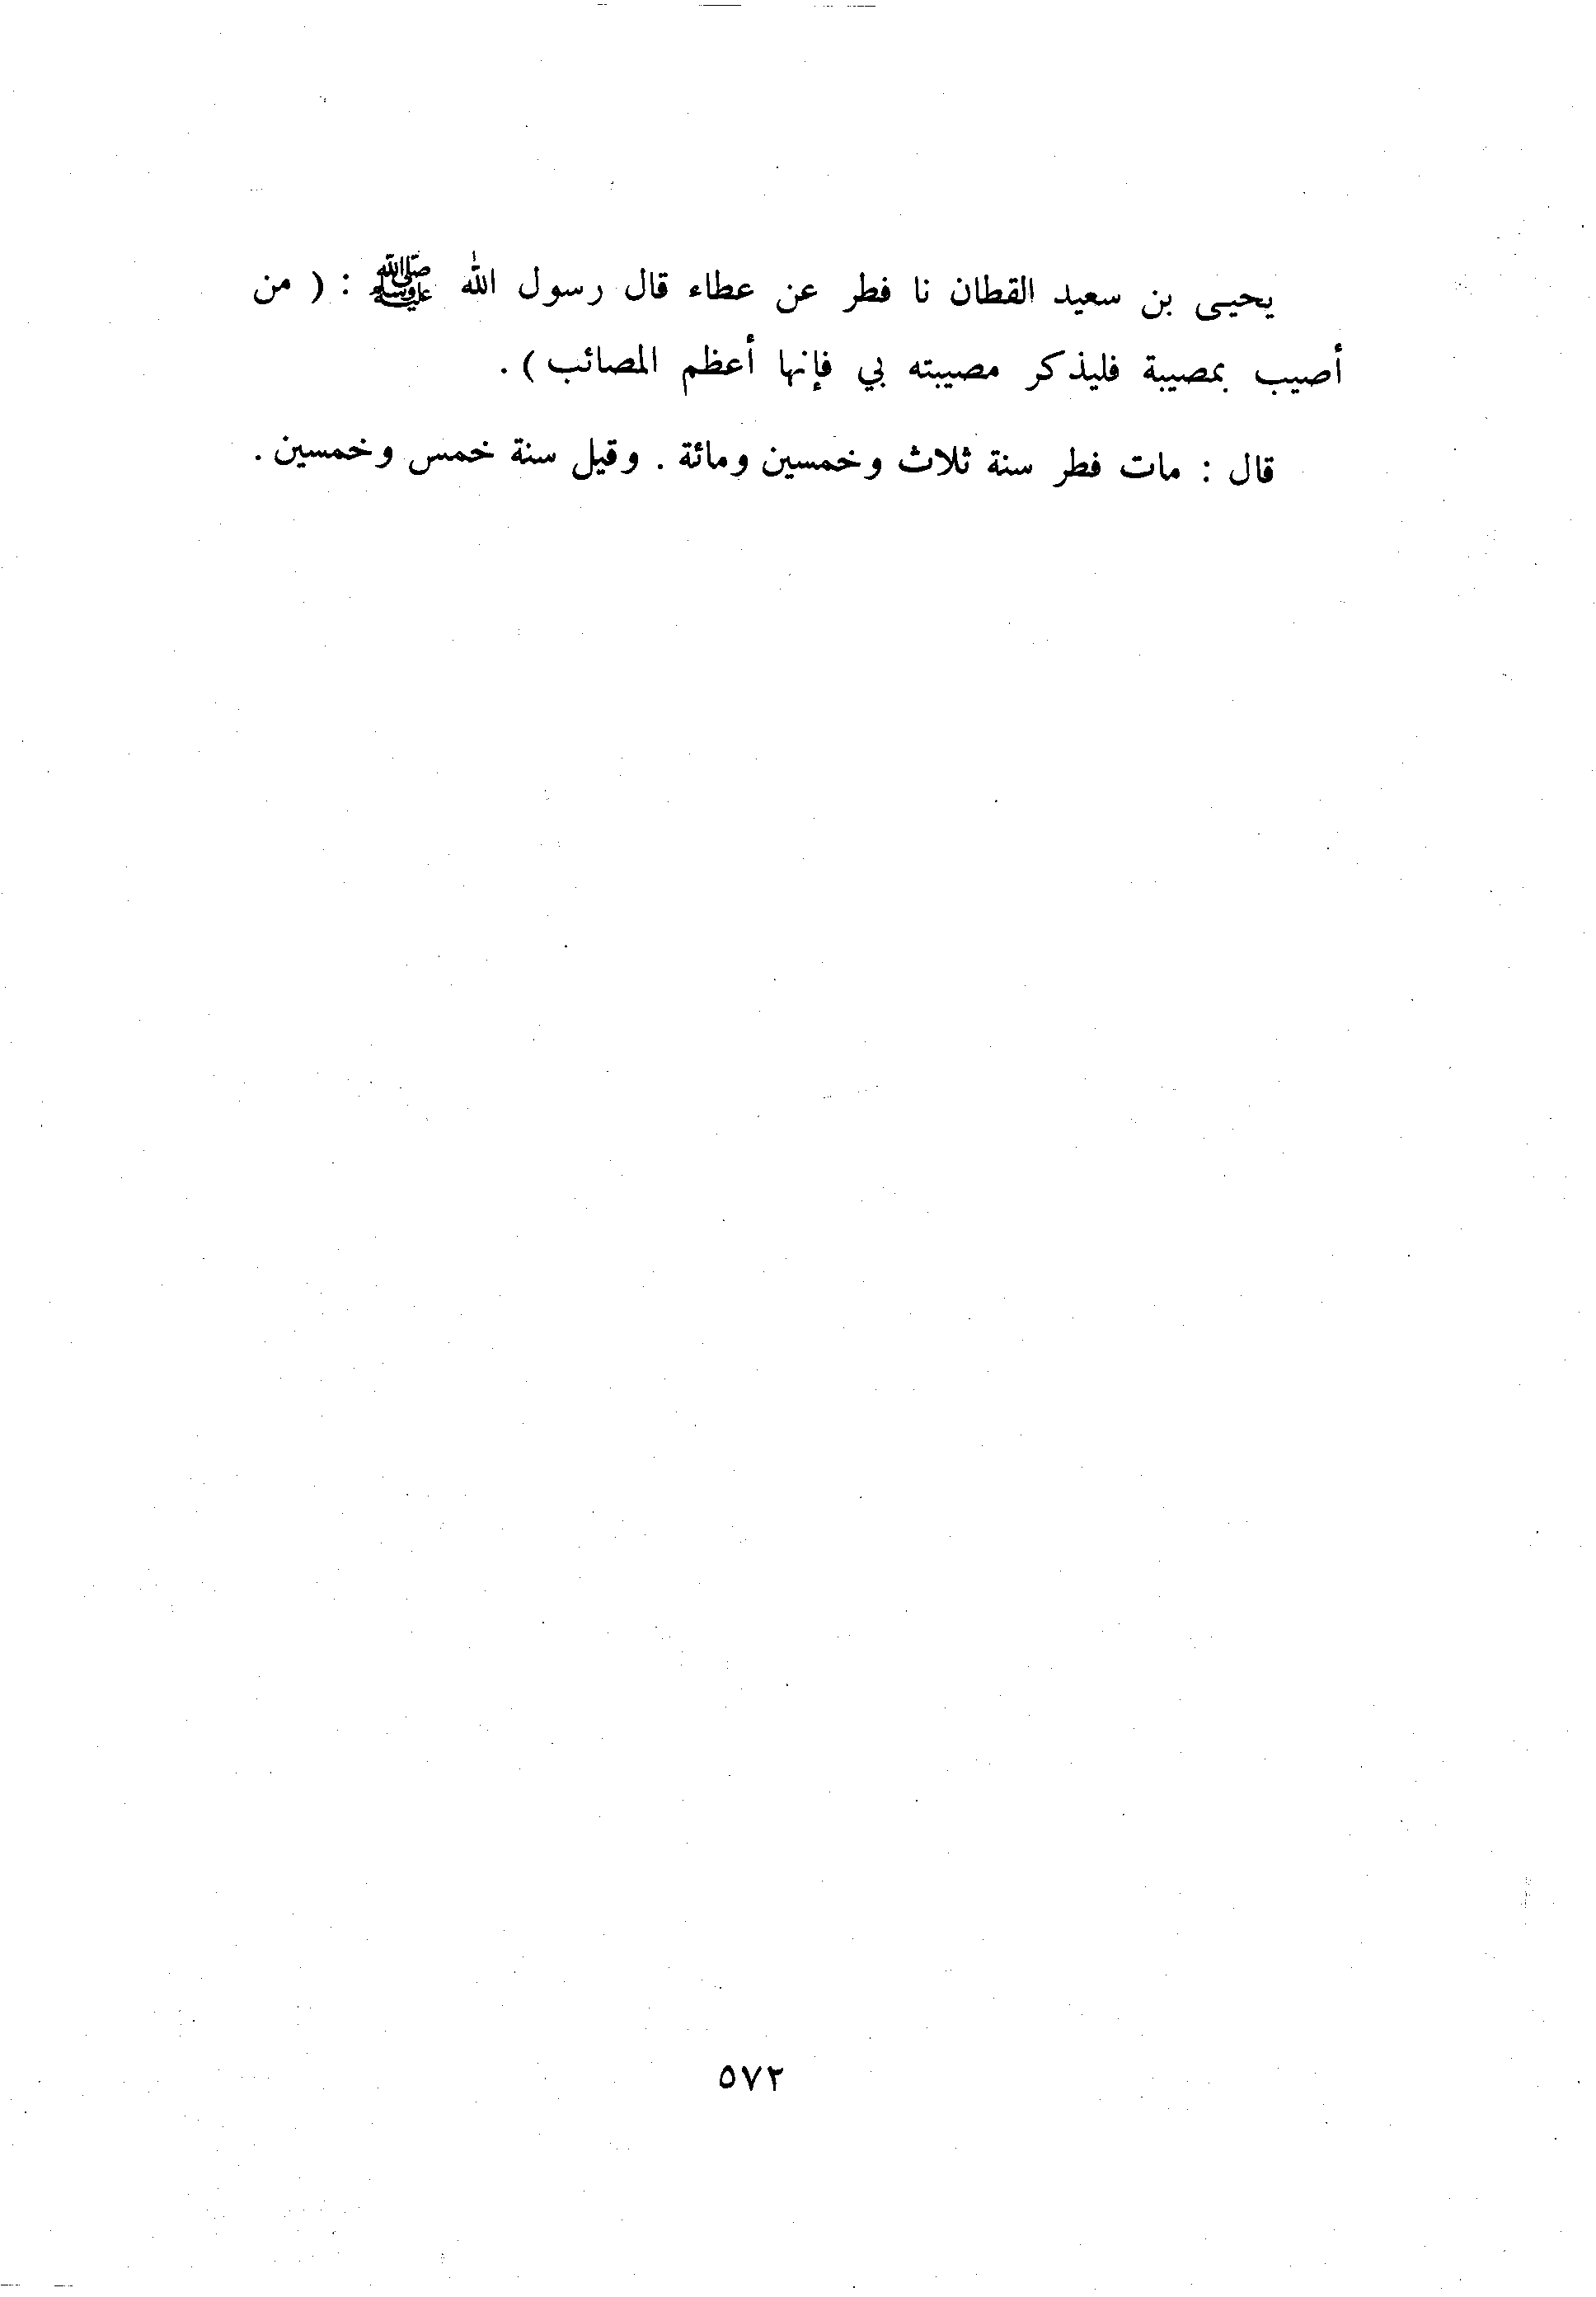 يحيى بن سعيد القطان نا فطر عن عطاء قال رسول الله ﷺ : ( من
أصيب بمصيبة فليذكر مصيبته بي فإنها أعظم المصائب ) .
قال : مات فطر سنة ثلاث وخمسين ومائة . وقيل سنة خمس وخمسين .
٥٧٢